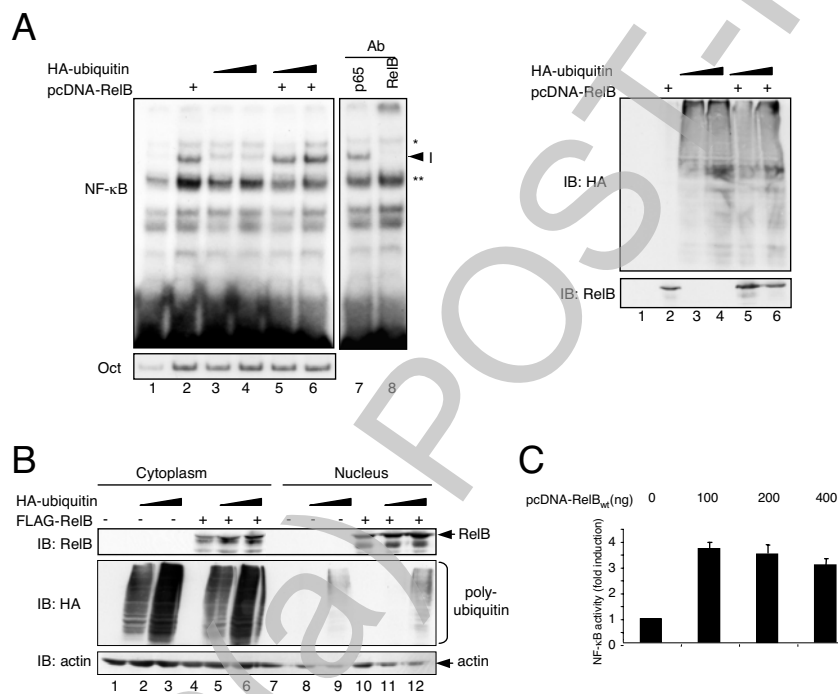 A
Ab
HA-ubiquitin
pcDNA-RelB + + +
p65
RelB
*
I
**
NF-κB
Oct
1 2 3 4 5 6 7 8
HA-ubiquitin
pcDNA-RelB + + +
IB: HA
IB: RelB
1 2 3 4 5 6
B
Cytoplasm Nucleus
HA-ubiquitin - - - -
FLAG-RelB - - - + + + - - - + + +
IB: RelB RelB
IB: HA poly-
ubiquitin
IB: actin actin
1 2 3 4 5 6 7 8 9 10 11 12
C
pcDNA-RelBwt(ng) 0 100 200 400
NF-κB activity (fold induction)
4
3
2
1
0
POST-